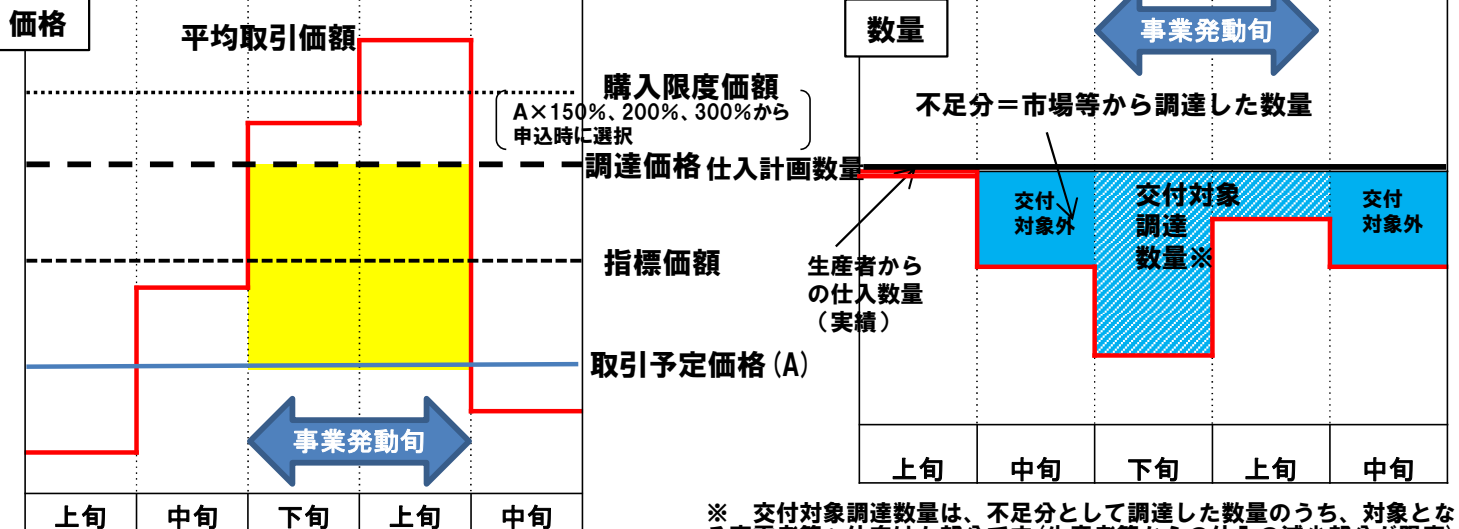 価格
平均取引価額
購入限度価額
A×150%、200%、300%から
申込時に選択
調達価格
指標価額
取引予定価格(A)
事業発動旬
上旬
中旬
下旬
上旬
中旬
数量
事業発動旬
不足分＝市場等から調達した数量
仕入計画数量
交付
対象外
交付対象
調達
数量※
交付
対象外
生産者から
の仕入数量
（実績）
上旬
中旬
下旬
上旬
中旬
※　交付対象調達数量は、不足分として調達した数量のうち、対象とな